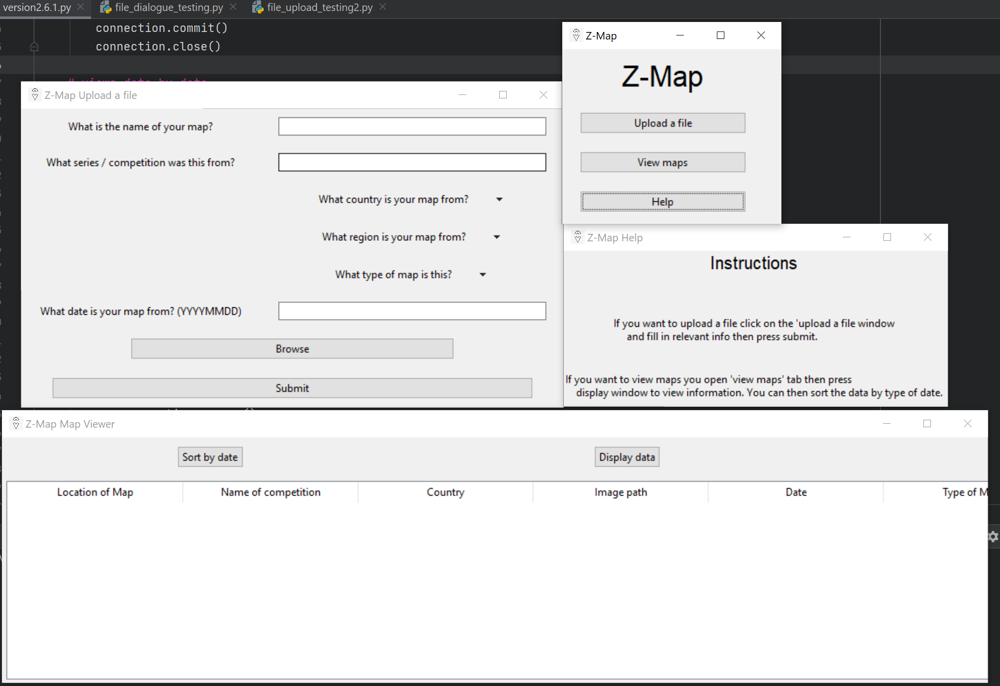 version2.6.1.py
file_dialogue_testing.py
file_upload_testing2.py
connection.commit()
connection.close()
Z-Map
Z-Map
Upload a file
View maps
Help
Z-Map Upload a file
What is the name of your map?
What series / competition was this from?
What country is your map from?
What region is your map from?
What type of map is this?
What date is your map from? (YYYYMMDD)
Browse
Submit
Z-Map Help
Instructions
If you want to upload a file click on the 'upload a file window
and fill in relevant info then press submit.
If you want to view maps you open 'view maps' tab then press
display window to view information. You can then sort the data by type of date.
Z-Map Map Viewer
Sort by date
Display data
Location of Map
Name of competition
Country
Image path
Date
Type of M